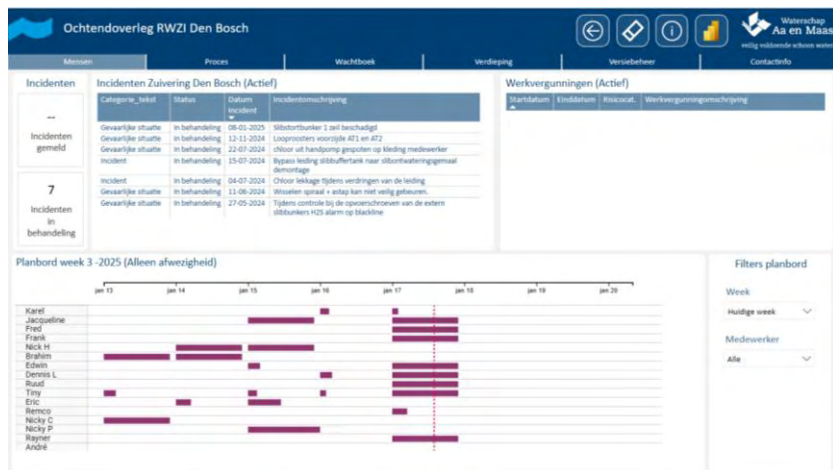 Ochtendoverleg RWZI Den Bosch
Waterschap
Aa en Maas
veilig voldoende schoon water
Mensen
Proces
Wachtboek
Verdieping
Versiebeheer
Contactinfo
Incidenten
--
Incidenten
gemeld
7
Incidenten
in
behandeling
Incidenten Zuivering Den Bosch (Actief)
Categorie_tekst Status Datum Incident Incidentomschrijving
Gevaarlijke situatie In behandeling 08-01-2025 Slibstortbunker 1 zeil beschadigd
Gevaarlijke situatie In behandeling 12-11-2024 Looproosters voorzijde AT1 en AT2
Gevaarlijke situatie In behandeling 22-07-2024 chloor uit handpomp gespoten op kleding medewerker
Incident In behandeling 15-07-2024 Bypass leiding slibbuffertank naar slibontwateringsgemaal
demontage
Incident In behandeling 04-07-2024 Chloor lekkage tijdens verdringen van de leiding
Gevaarlijke situatie In behandeling 11-06-2024 Wisselen spiraal + astap kan niet veilig gebeuren.
Gevaarlijke situatie In behandeling 27-05-2024 Tijdens controle bij de opvoerschroeven van de extern
slibbunkers H2S alarm op blackline
Werkvergunningen (Actief)
Startdatum Einddatum Risicocat. Werkvergunningomschrijving
Planbord week 3 -2025 (Alleen afwezigheid)
jan 13 jan 14 jan 15 jan 16 jan 17 jan 18 jan 19 jan 20
Karel
Jacqueline
Fred
Frank
Nick H
Brahim
Edwin
Dennis L
Ruud
Tiny
Eric
Remco
Nicky C
Nicky P
Rayner
André
Filters planbord
Week
Huidige week
Medewerker
Alle